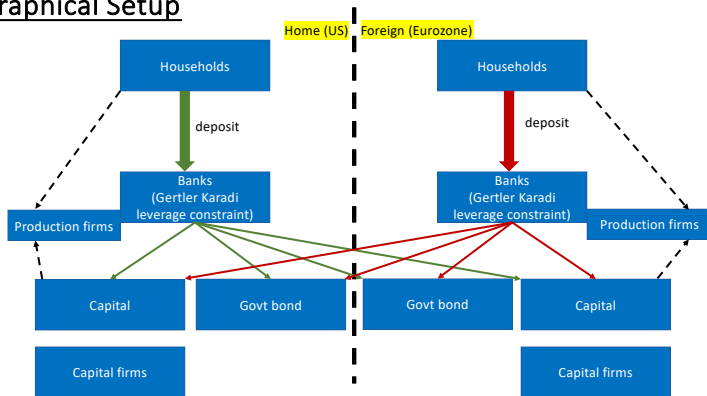 raphical Setup
Home (US)
Foreign (Eurozone)
Households
Households
deposit
deposit
Banks
(Gertler Karadi
leverage constraint)
Banks
(Gertler Karadi
leverage constraint)
Production firms
Production firms
Capital
Govt bond
Govt bond
Capital
Capital firms
Capital firms